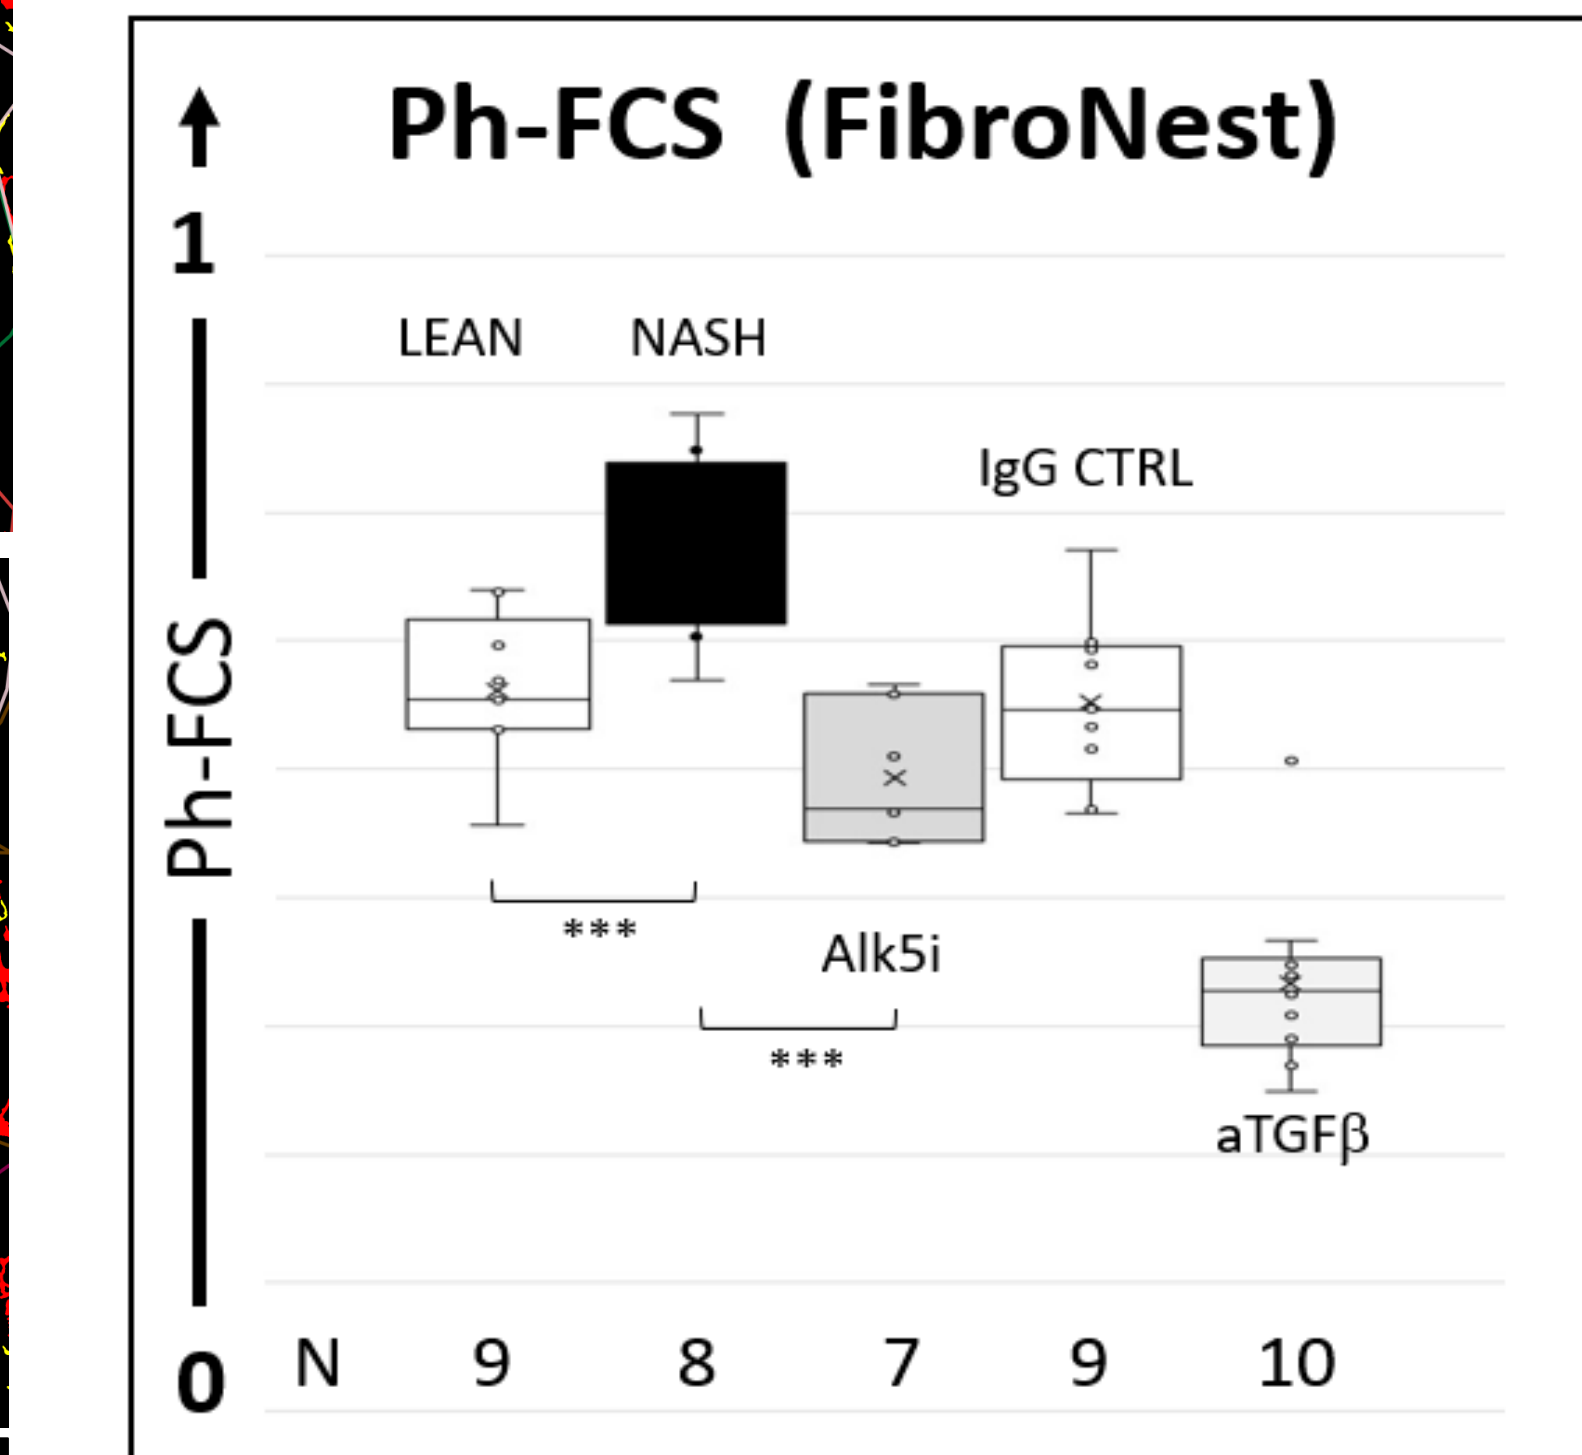 Ph-FCS (FibroNest)
1
LEAN NASH
IgG CTRL
Ph-FCS
***
Alk5i
***
aTGFβ
N 9 8 7 9 10
0